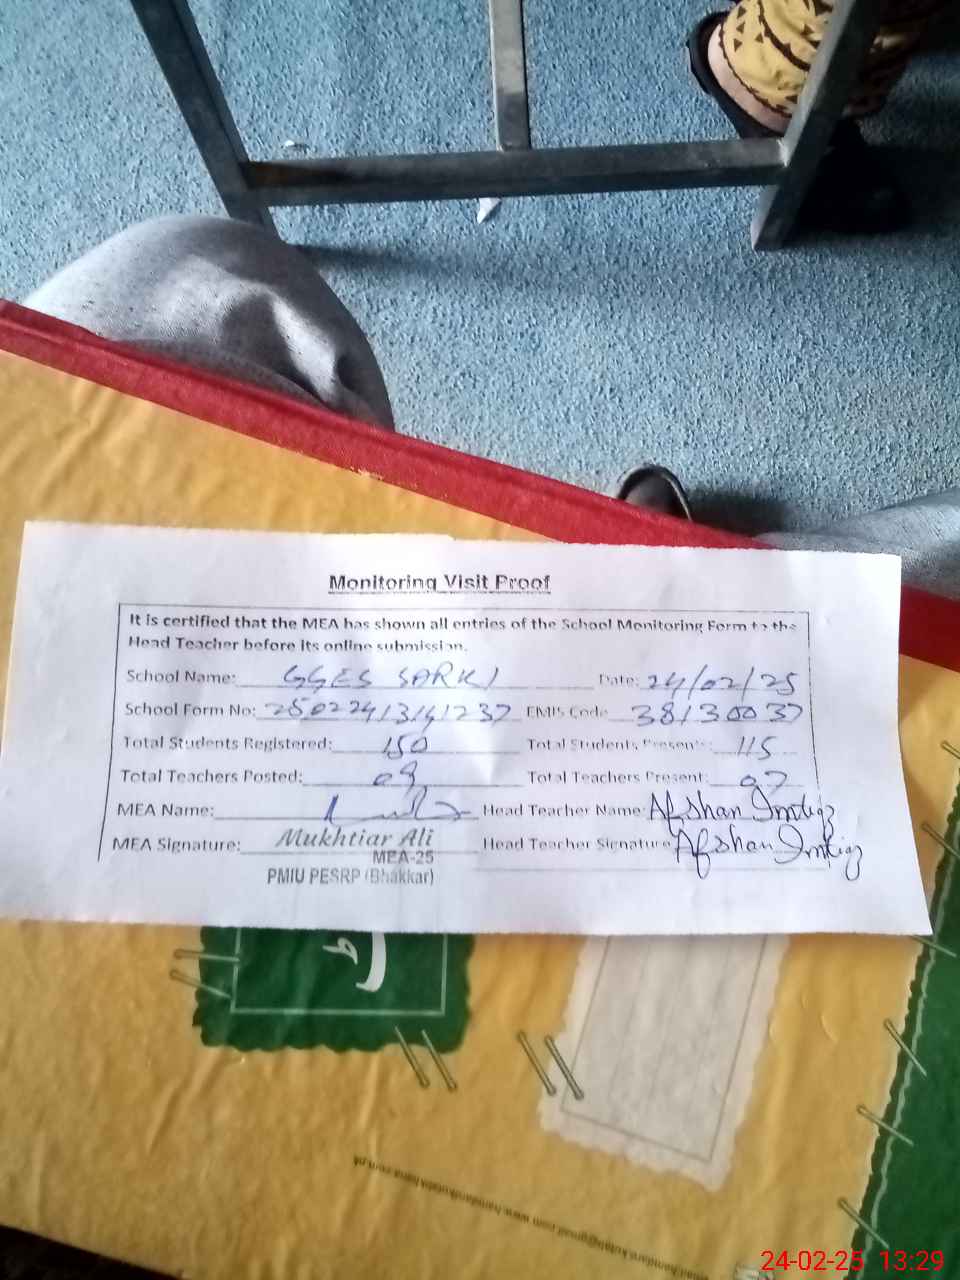 Monitoring Visit Proof
It is certified that the MEA has shown all entries of the School Monitoring Form to the
Head Teacher before its online submission.
School Name: GGES SARKI Date: 24/02/25
School Form No: 25022413141237 EMIS Code 38130037
Total Students Registered: 150 Total Students Present: 115
Total Teachers Posted: 09 Total Teachers Present: 07
MEA Name: Head Teacher Name: Afshan Imtiaz
MEA Signature: Mukhtiar Ali Head Teacher Signature Afshan Imtiaz
MEA-25
PMIU PESRP (Bhakkar)
24-02-25 13:29